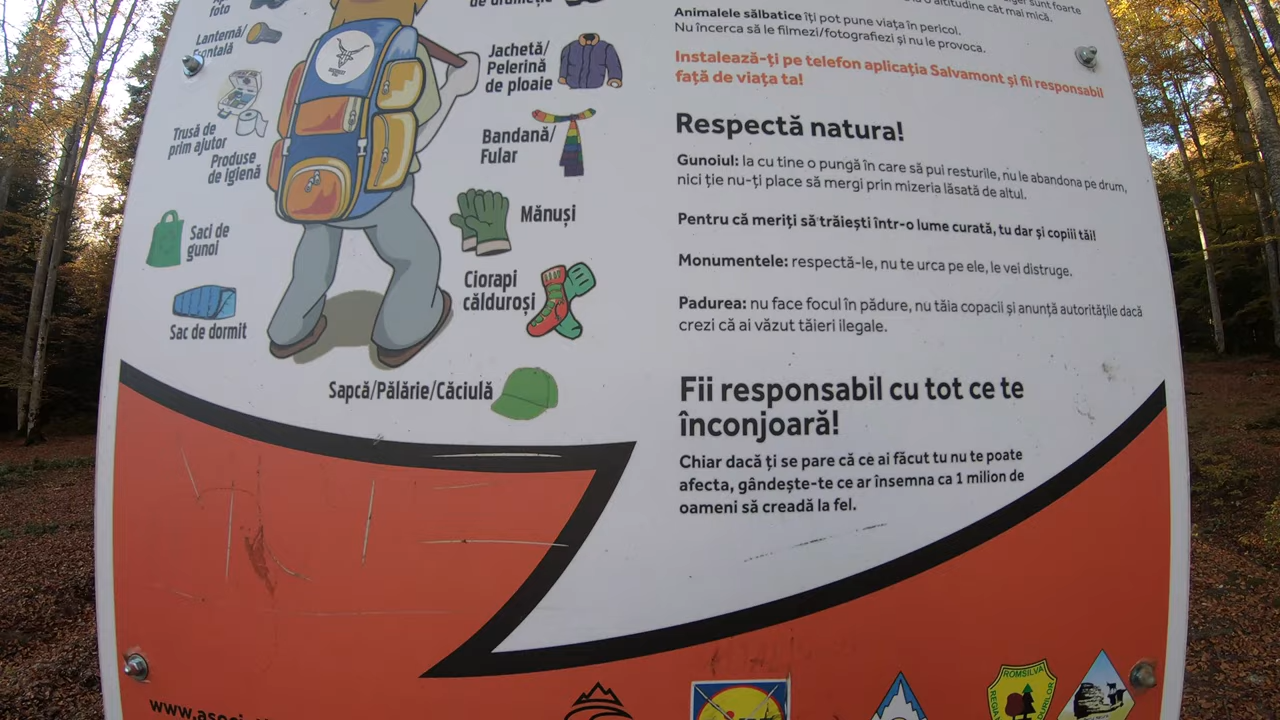 foto
Lanternă/
Frontală
Trusă de
prim ajutor
Produse
de igienă
Saci de
gunoi
Sac de dormit
Jachetă/
Pelerină
de ploaie
Bandană/
Fular
Mănuși
Ciorapi
călduroși
Sapcă/Pălărie/Căciulă
altitudine cât mai mică.
Animalele sălbatice îți pot pune viața în pericol.
Nu încerca să le filmezi/fotografiezi și nu le provoca.
Instalează-ți pe telefon aplicația Salvamont și fii responsabil
față de viața ta!
Respectă natura!
Gunoiul: Ia cu tine o pungă în care să pui resturile, nu le abandona pe drum,
nici ție nu-ți place să mergi prin mizeria lăsată de altul.
Pentru că meriți să trăiești într-o lume curată, tu dar și copiii tăi!
Monumentele: respectă-le, nu te urca pe ele, le vei distruge.
Padurea: nu face focul în pădure, nu tăia copacii și anunță autoritățile dacă
crezi că ai văzut tăieri ilegale.
Fii responsabil cu tot ce te
înconjoară!
Chiar dacă ți se pare că ce ai făcut tu nu te poate
afecta, gândește-te ce ar însemna ca 1 milion de
oameni să creadă la fel.
ROMSILVA